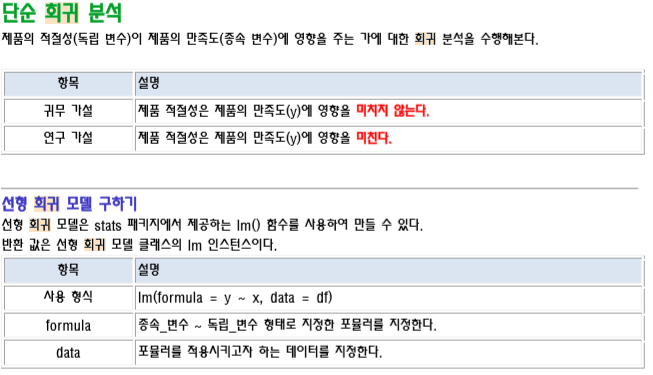 단순 회귀 분석
제품의 적절성(독립 변수)이 제품의 만족도(종속 변수)에 영향을 주는 가에 대한 회귀 분석을 수행해본다.
항목 설명
귀무 가설 제품 적절성은 제품의 만족도(y)에 영향을 미치지 않는다.
연구 가설 제품 적절성은 제품의 만족도(y)에 영향을 미친다.
선형 회귀 모델 구하기
선형 회귀 모델은 stats 패키지에서 제공하는 lm() 함수를 사용하여 만들 수 있다.
반환 값은 선형 회귀 모델 클래스의 lm 인스턴스이다.
항목 설명
사용 형식 lm(formula = y ~ x, data = df)
formula 종속_변수 ~ 독립_변수 형태로 지정한 포뮬러를 지정한다.
data 포뮬러를 적용시키고자 하는 데이터를 지정한다.